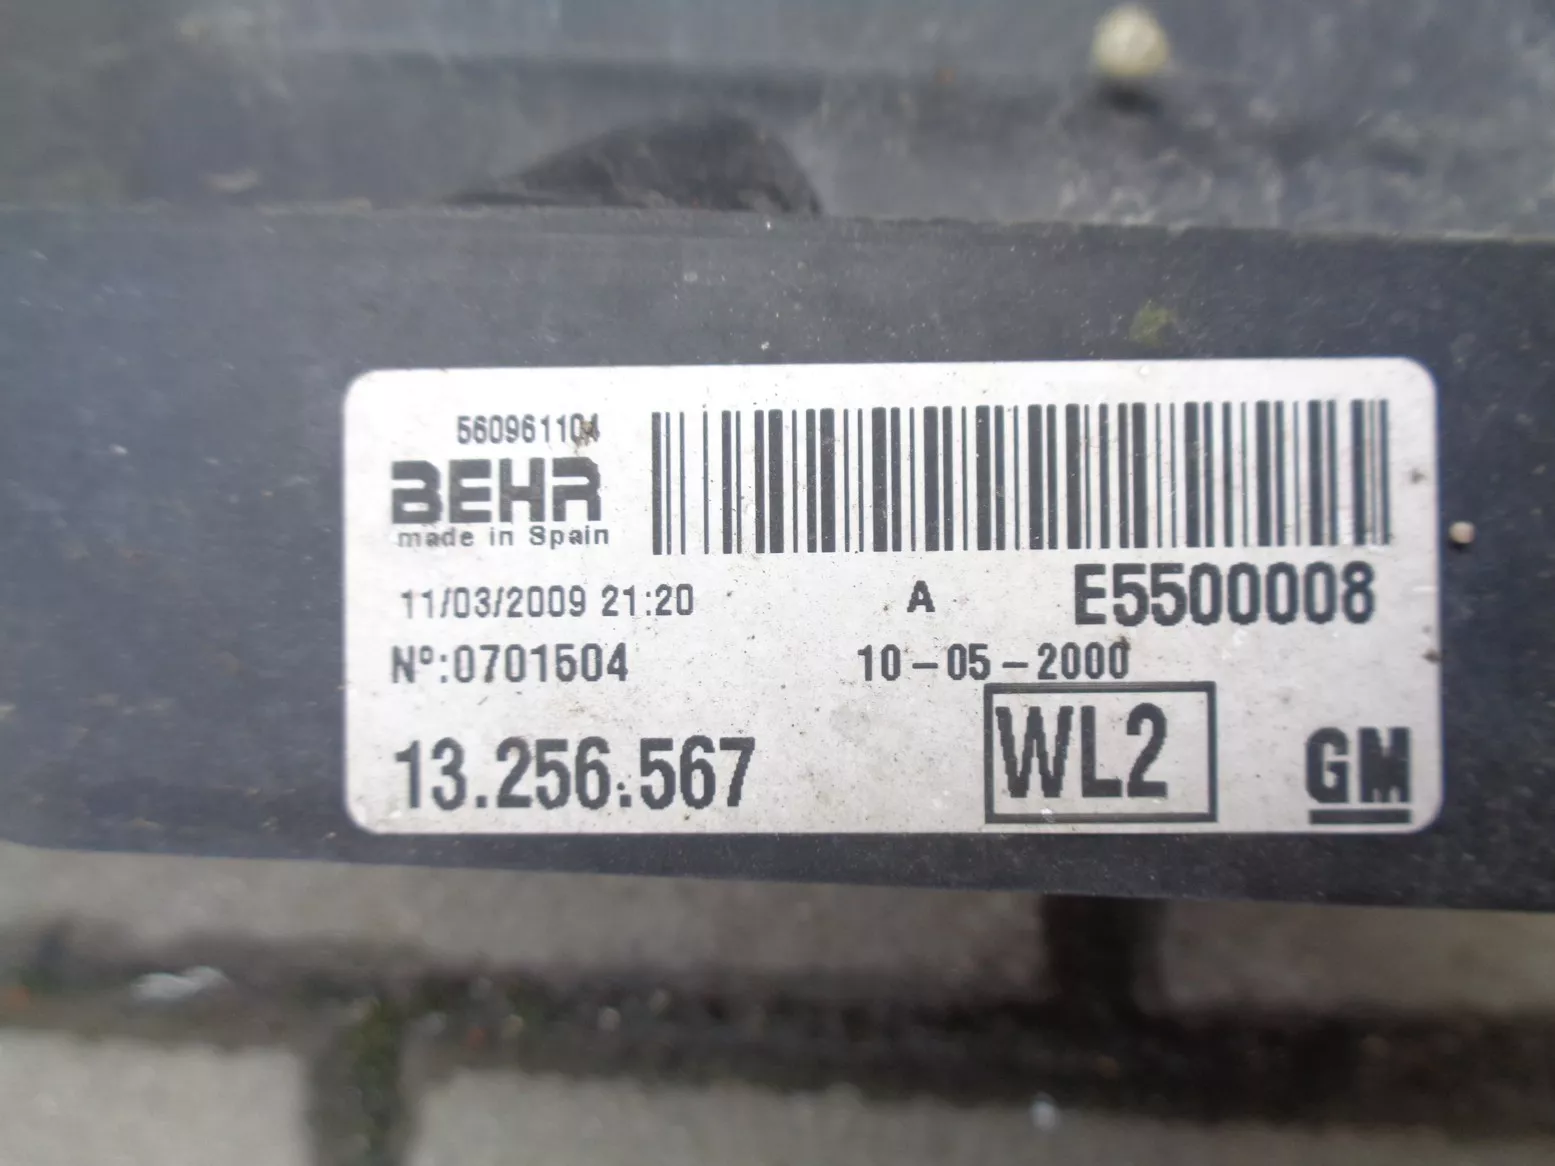 560961104
BEHR
made in Spain
11/03/2009 21:20 A E5500008
Nº:0701504 10-05-2000
13.256.567 WL2 GM